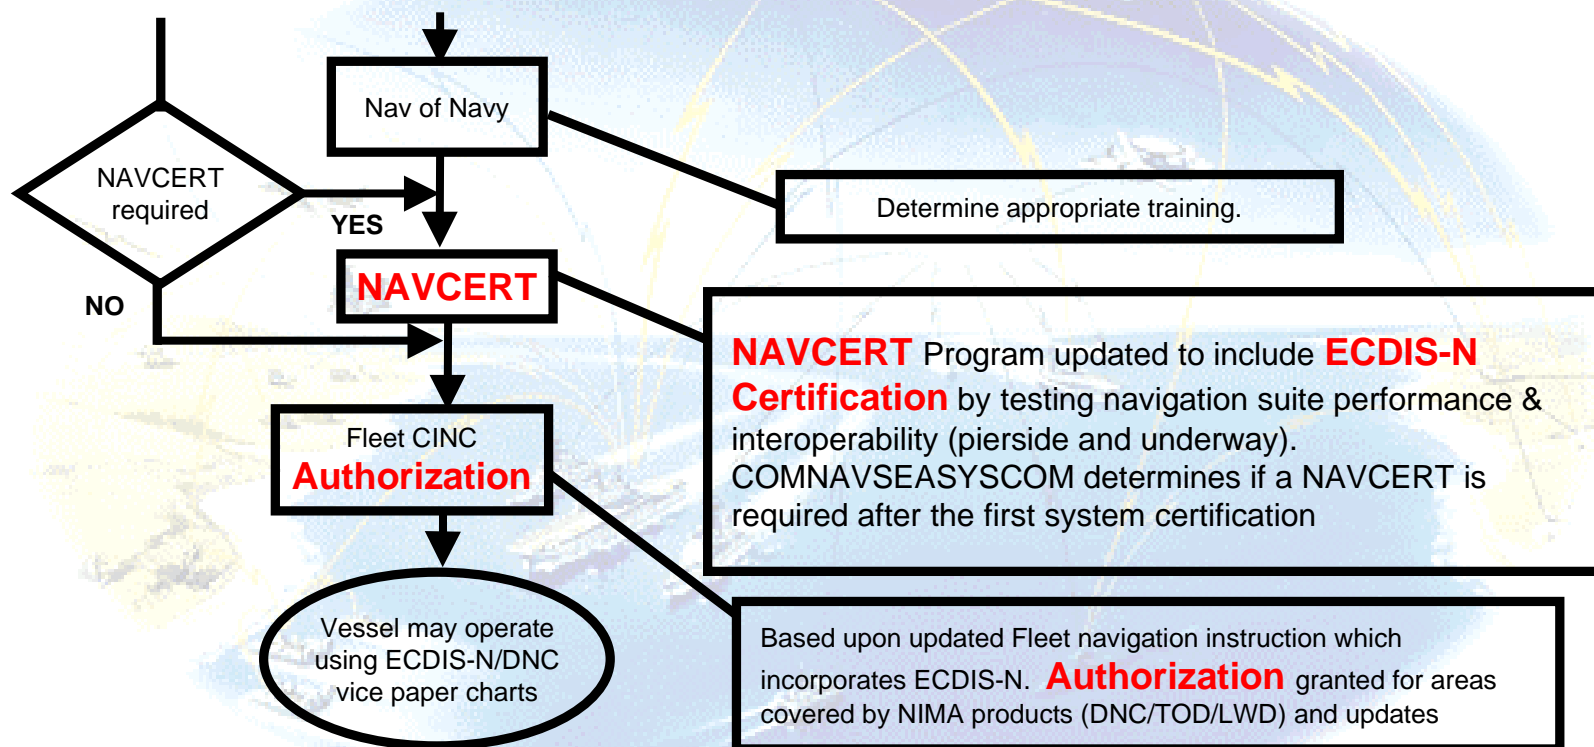 Nav of Navy
NAVCERT
required
YES
NO
Determine appropriate training.
NAVCERT
NAVCERT Program updated to include ECDIS-N
Certification by testing navigation suite performance &
interoperability (pierside and underway).
COMNAVSEASYSCOM determines if a NAVCERT is
required after the first system certification
Fleet CINC
Authorization
Vessel may operate
using ECDIS-N/DNC
vice paper charts
Based upon updated Fleet navigation instruction which
incorporates ECDIS-N. Authorization granted for areas
covered by NIMA products (DNC/TOD/LWD) and updates